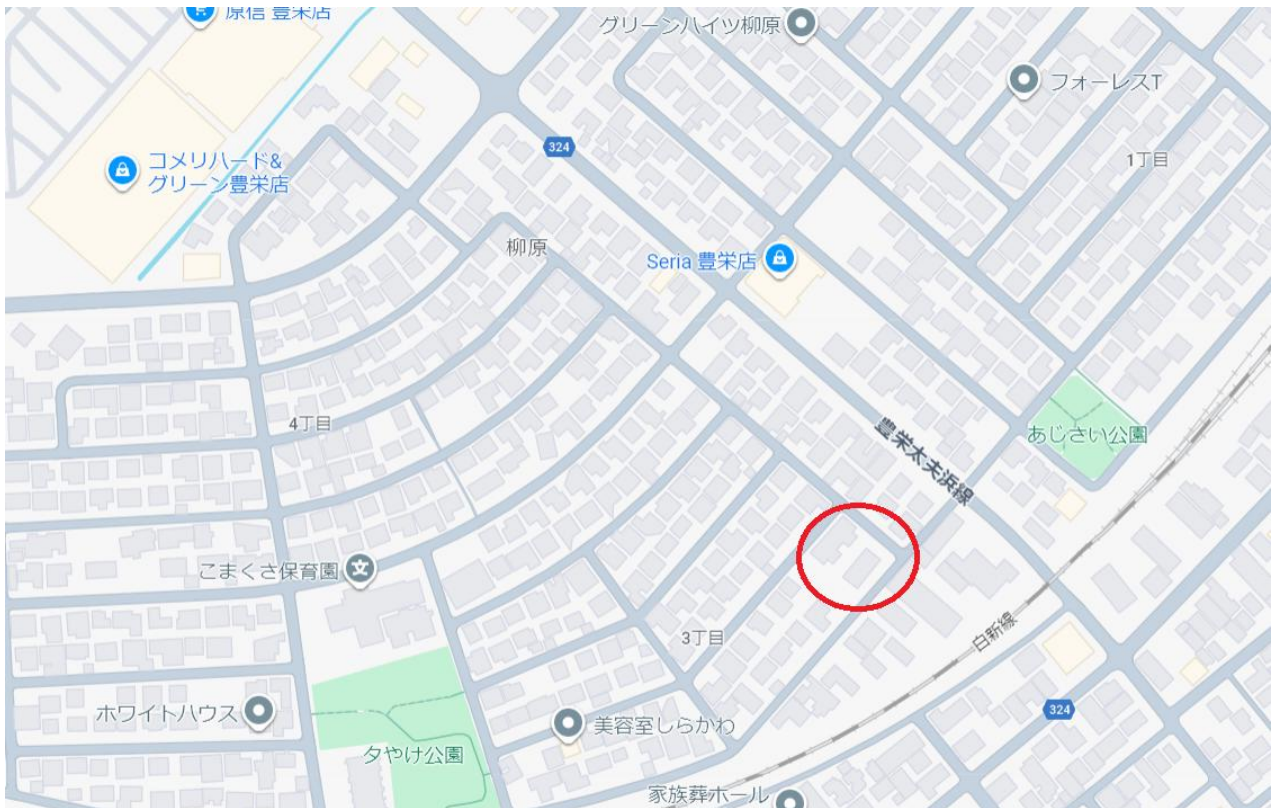 原信 豊栄店
グリーンハイツ柳原
フォーレスT
324
コメリハード&
グリーン豊栄店
1丁目
柳原
Seria 豊栄店
4丁目
あじさい公園
豊栄太夫浜線
こまくさ保育園
3丁目
白新線
ホワイトハウス
324
美容室しらかわ
夕やけ公園
家族葬ホール